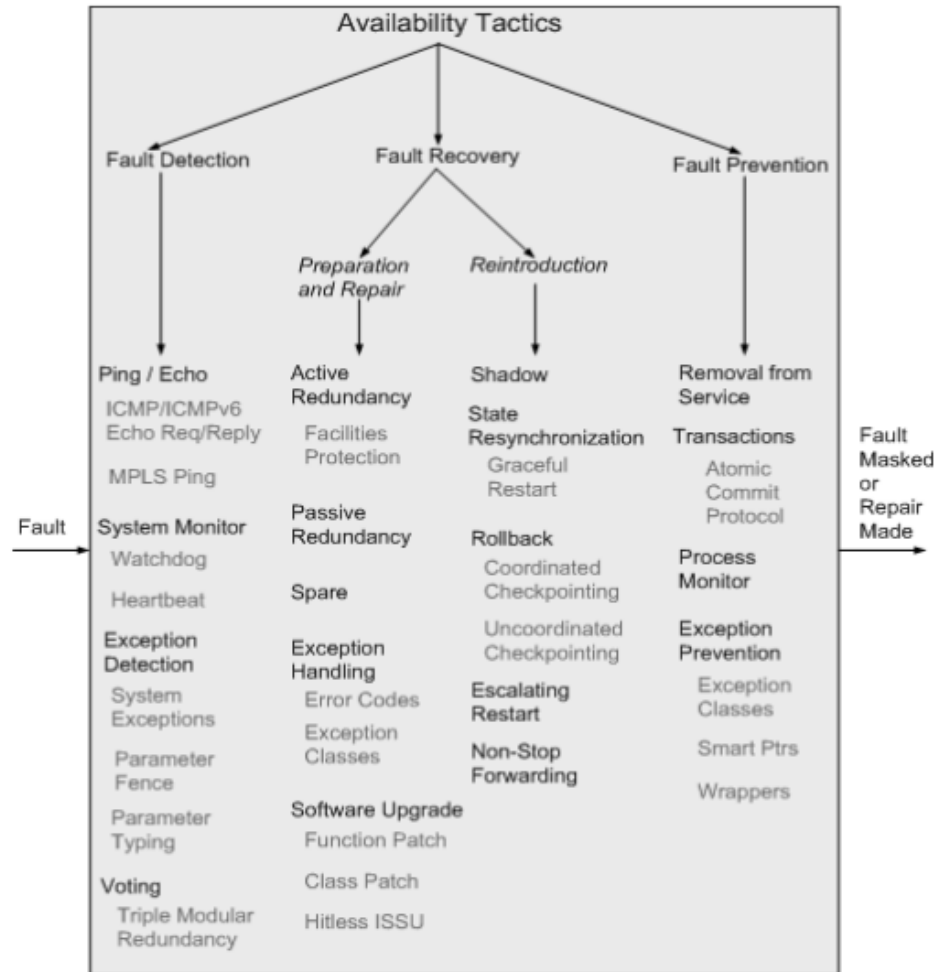 Availability Tactics
Fault Detection
Fault Recovery
Fault Prevention
Preparation
and Repair
Reintroduction
Fault
Ping / Echo
ICMP/ICMPv6
Echo Req/Reply
MPLS Ping
System Monitor
Watchdog
Heartbeat
Exception
Detection
System
Exceptions
Parameter
Fence
Parameter
Typing
Voting
Triple Modular
Redundancy
Active
Redundancy
Facilities
Protection
Passive
Redundancy
Spare
Exception
Handling
Error Codes
Exception
Classes
Software Upgrade
Function Patch
Class Patch
Hitless ISSU
Shadow
State
Resynchronization
Graceful
Restart
Rollback
Coordinated
Checkpointing
Uncoordinated
Checkpointing
Escalating
Restart
Non-Stop
Forwarding
Removal from
Service
Transactions
Atomic
Commit
Protocol
Process
Monitor
Exception
Prevention
Exception
Classes
Smart Ptrs
Wrappers
Fault
Masked
or
Repair
Made